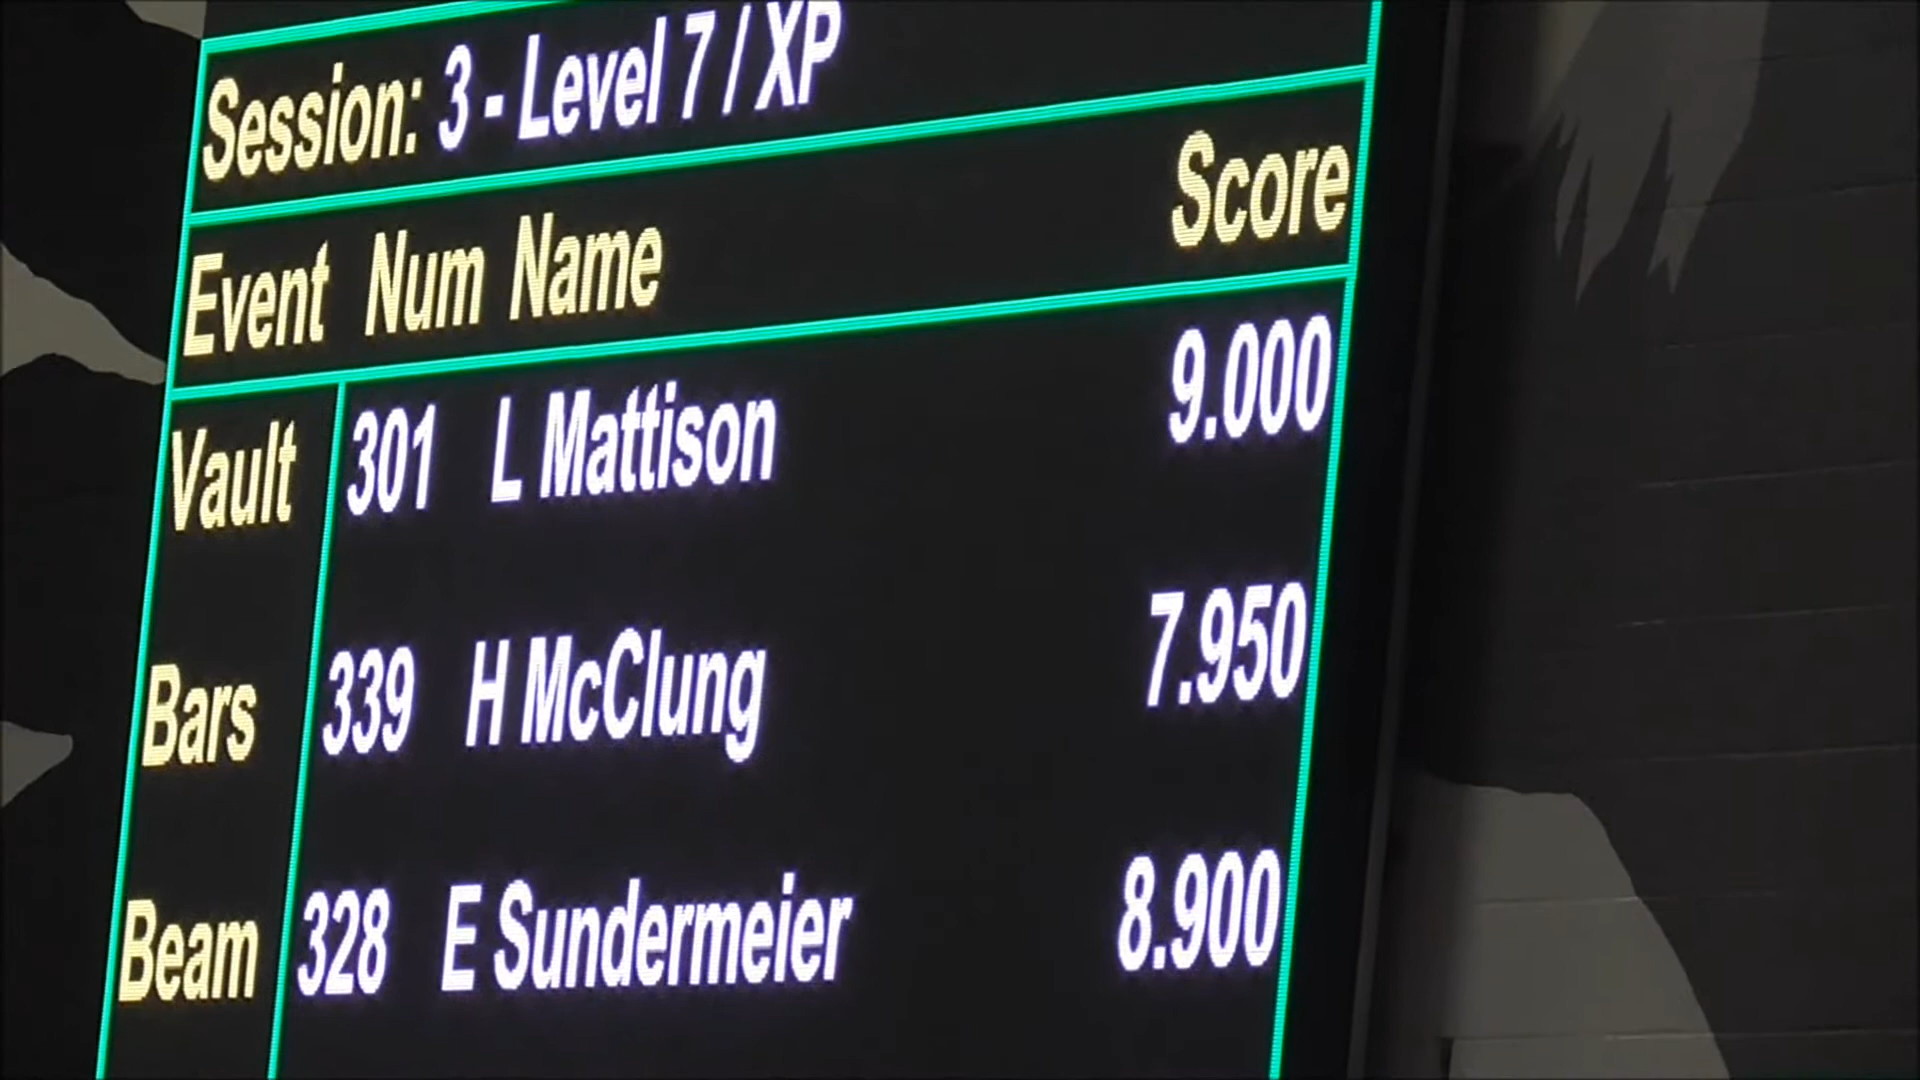 Session: 3 - Level 7 / XP
Event Num Name Score
Vault 301 L Mattison 9.000
Bars 339 H McClung 7.950
Beam 328 E Sundermeier 8.900